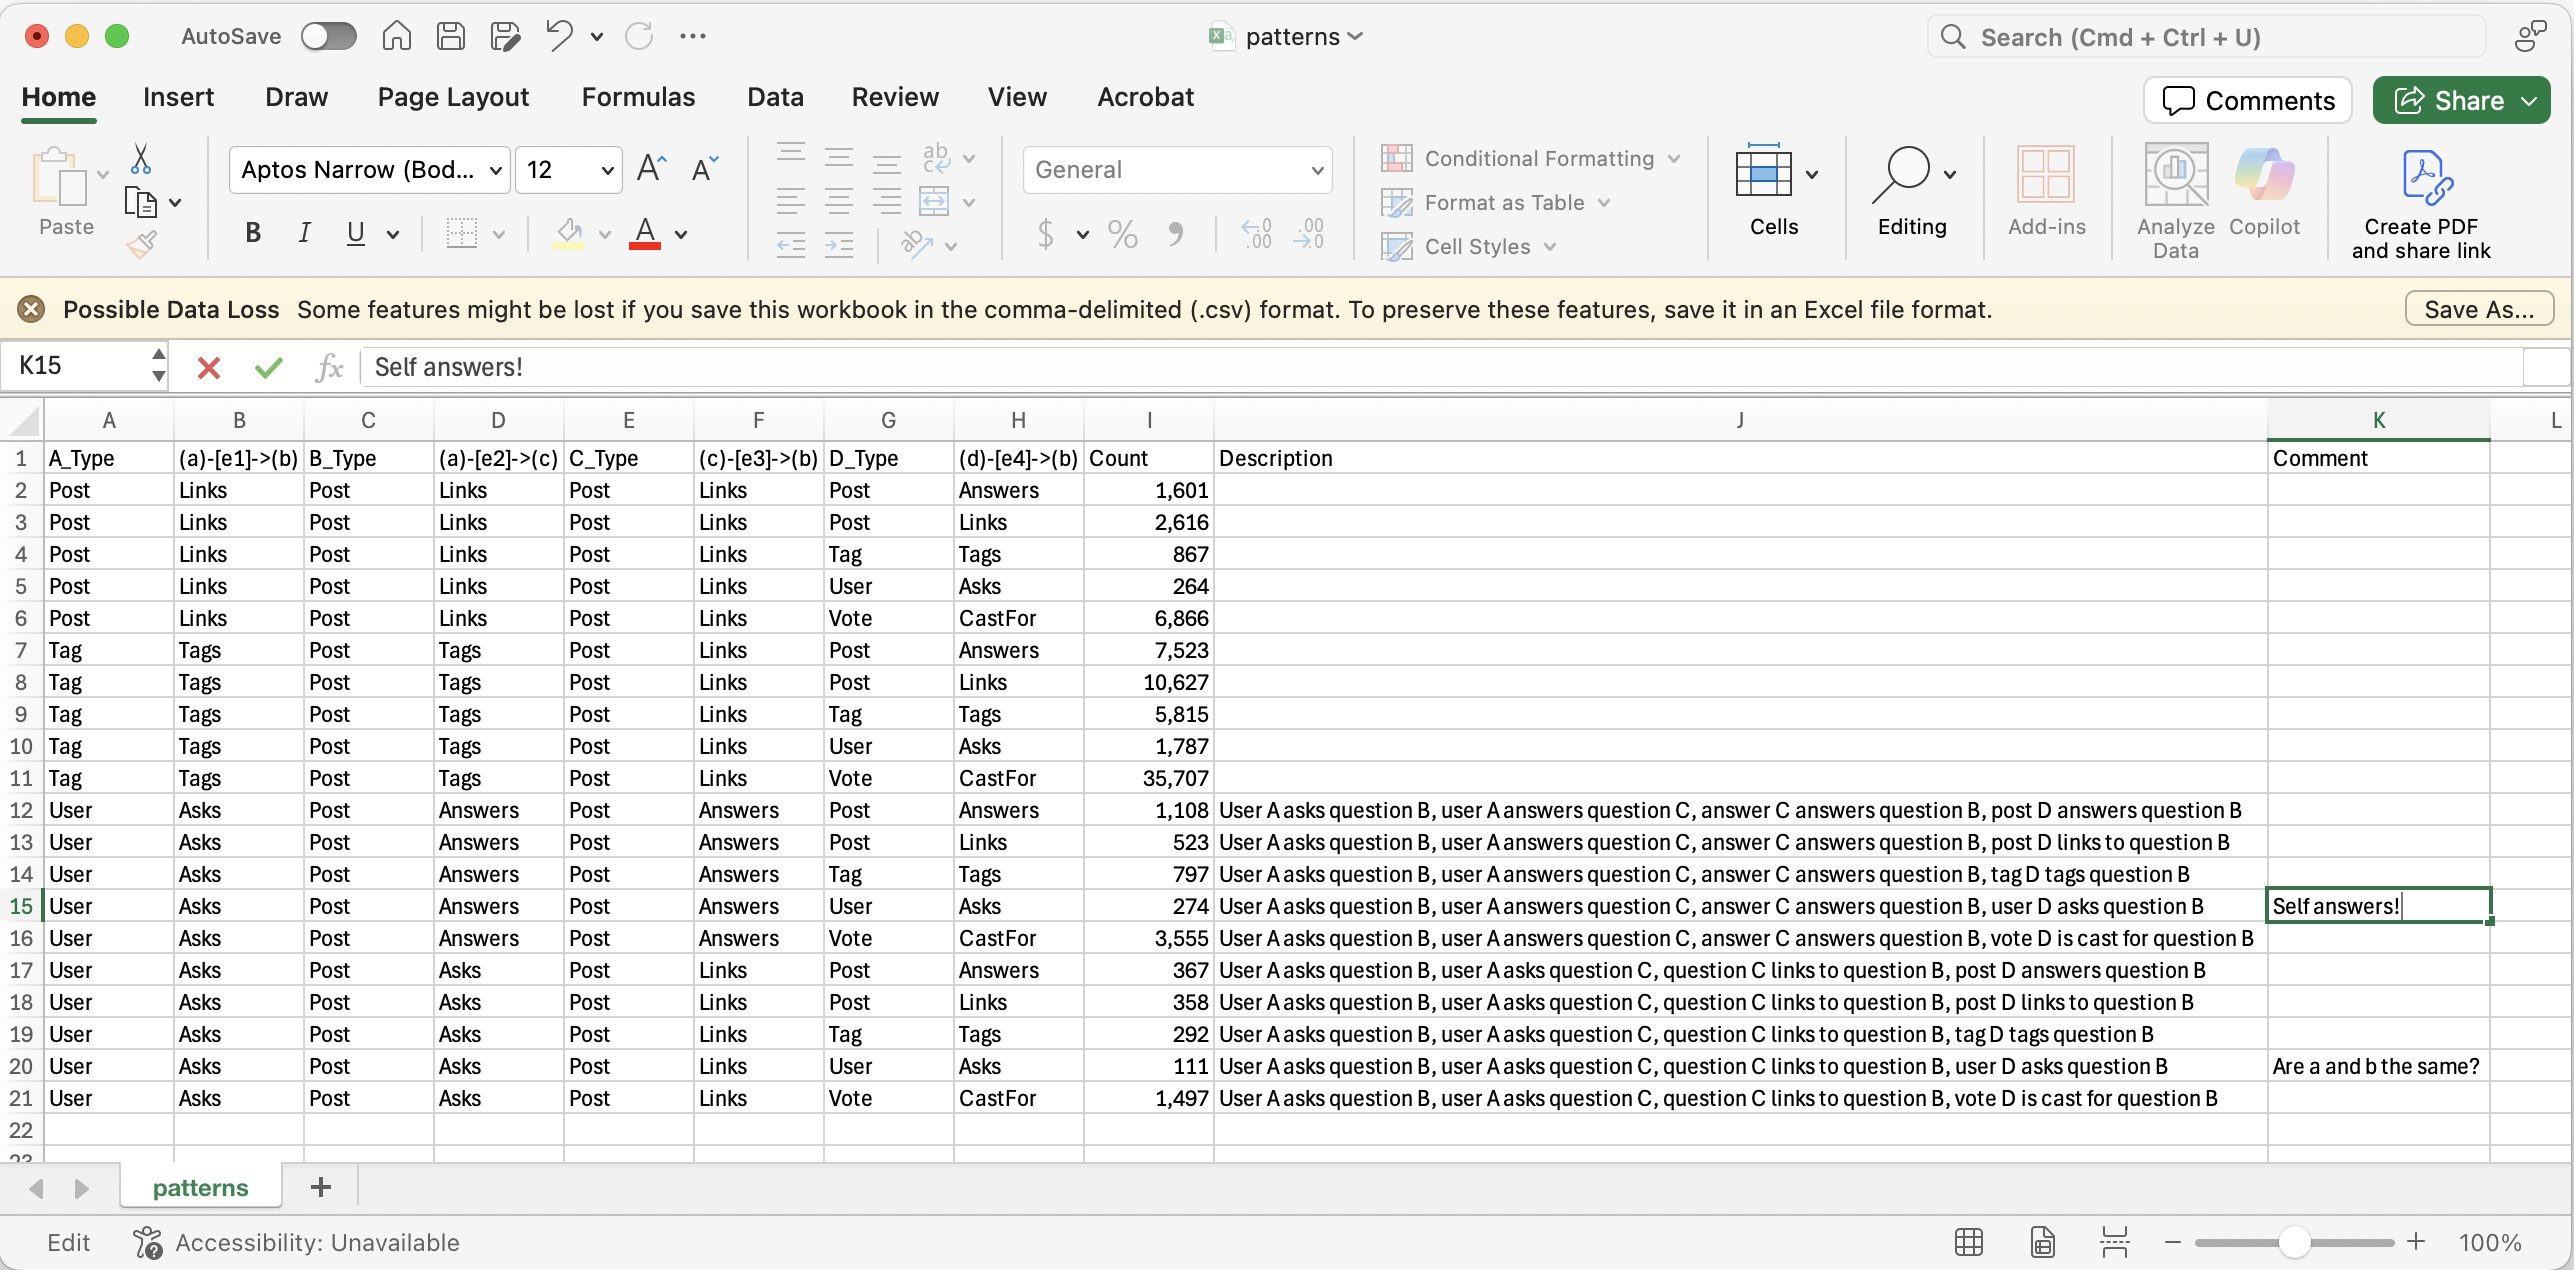 AutoSave patterns Search (Cmd + Ctrl + U)
Home Insert Draw Page Layout Formulas Data Review View Acrobat Comments Share
Paste Aptos Narrow (Bod... 12 General Conditional Formatting Format as Table Cell Styles Cells Editing Add-ins Analyze Data Copilot Create PDF and share link
Possible Data Loss Some features might be lost if you save this workbook in the comma-delimited (.csv) format. To preserve these features, save it in an Excel file format. Save As...
K15 fx Self answers!
A B C D E F G H I J K L
1 A_Type (a)-[e1]->(b) B_Type (a)-[e2]->(c) C_Type (c)-[e3]->(b) D_Type (d)-[e4]->(b) Count Description Comment
2 Post Links Post Links Post Links Post Answers 1,601
3 Post Links Post Links Post Links Post Links 2,616
4 Post Links Post Links Post Links Tag Tags 867
5 Post Links Post Links Post Links User Asks 264
6 Post Links Post Links Post Links Vote CastFor 6,866
7 Tag Tags Post Tags Post Links Post Answers 7,523
8 Tag Tags Post Tags Post Links Post Links 10,627
9 Tag Tags Post Tags Post Links Tag Tags 5,815
10 Tag Tags Post Tags Post Links User Asks 1,787
11 Tag Tags Post Tags Post Links Vote CastFor 35,707
12 User Asks Post Answers Post Answers Post Answers 1,108 User A asks question B, user A answers question C, answer C answers question B, post D answers question B
13 User Asks Post Answers Post Answers Post Links 523 User A asks question B, user A answers question C, answer C answers question B, post D links to question B
14 User Asks Post Answers Post Answers Tag Tags 797 User A asks question B, user A answers question C, answer C answers question B, tag D tags question B
15 User Asks Post Answers Post Answers User Asks 274 User A asks question B, user A answers question C, answer C answers question B, user D asks question B Self answers!
16 User Asks Post Answers Post Answers Vote CastFor 3,555 User A asks question B, user A answers question C, answer C answers question B, vote D is cast for question B
17 User Asks Post Asks Post Links Post Answers 367 User A asks question B, user A asks question C, question C links to question B, post D answers question B
18 User Asks Post Asks Post Links Post Links 358 User A asks question B, user A asks question C, question C links to question B, post D links to question B
19 User Asks Post Asks Post Links Tag Tags 292 User A asks question B, user A asks question C, question C links to question B, tag D tags question B
20 User Asks Post Asks Post Links User Asks 111 User A asks question B, user A asks question C, question C links to question B, user D asks question B Are a and b the same?
21 User Asks Post Asks Post Links Vote CastFor 1,497 User A asks question B, user A asks question C, question C links to question B, vote D is cast for question B
22
23
patterns
Edit Accessibility: Unavailable 100%